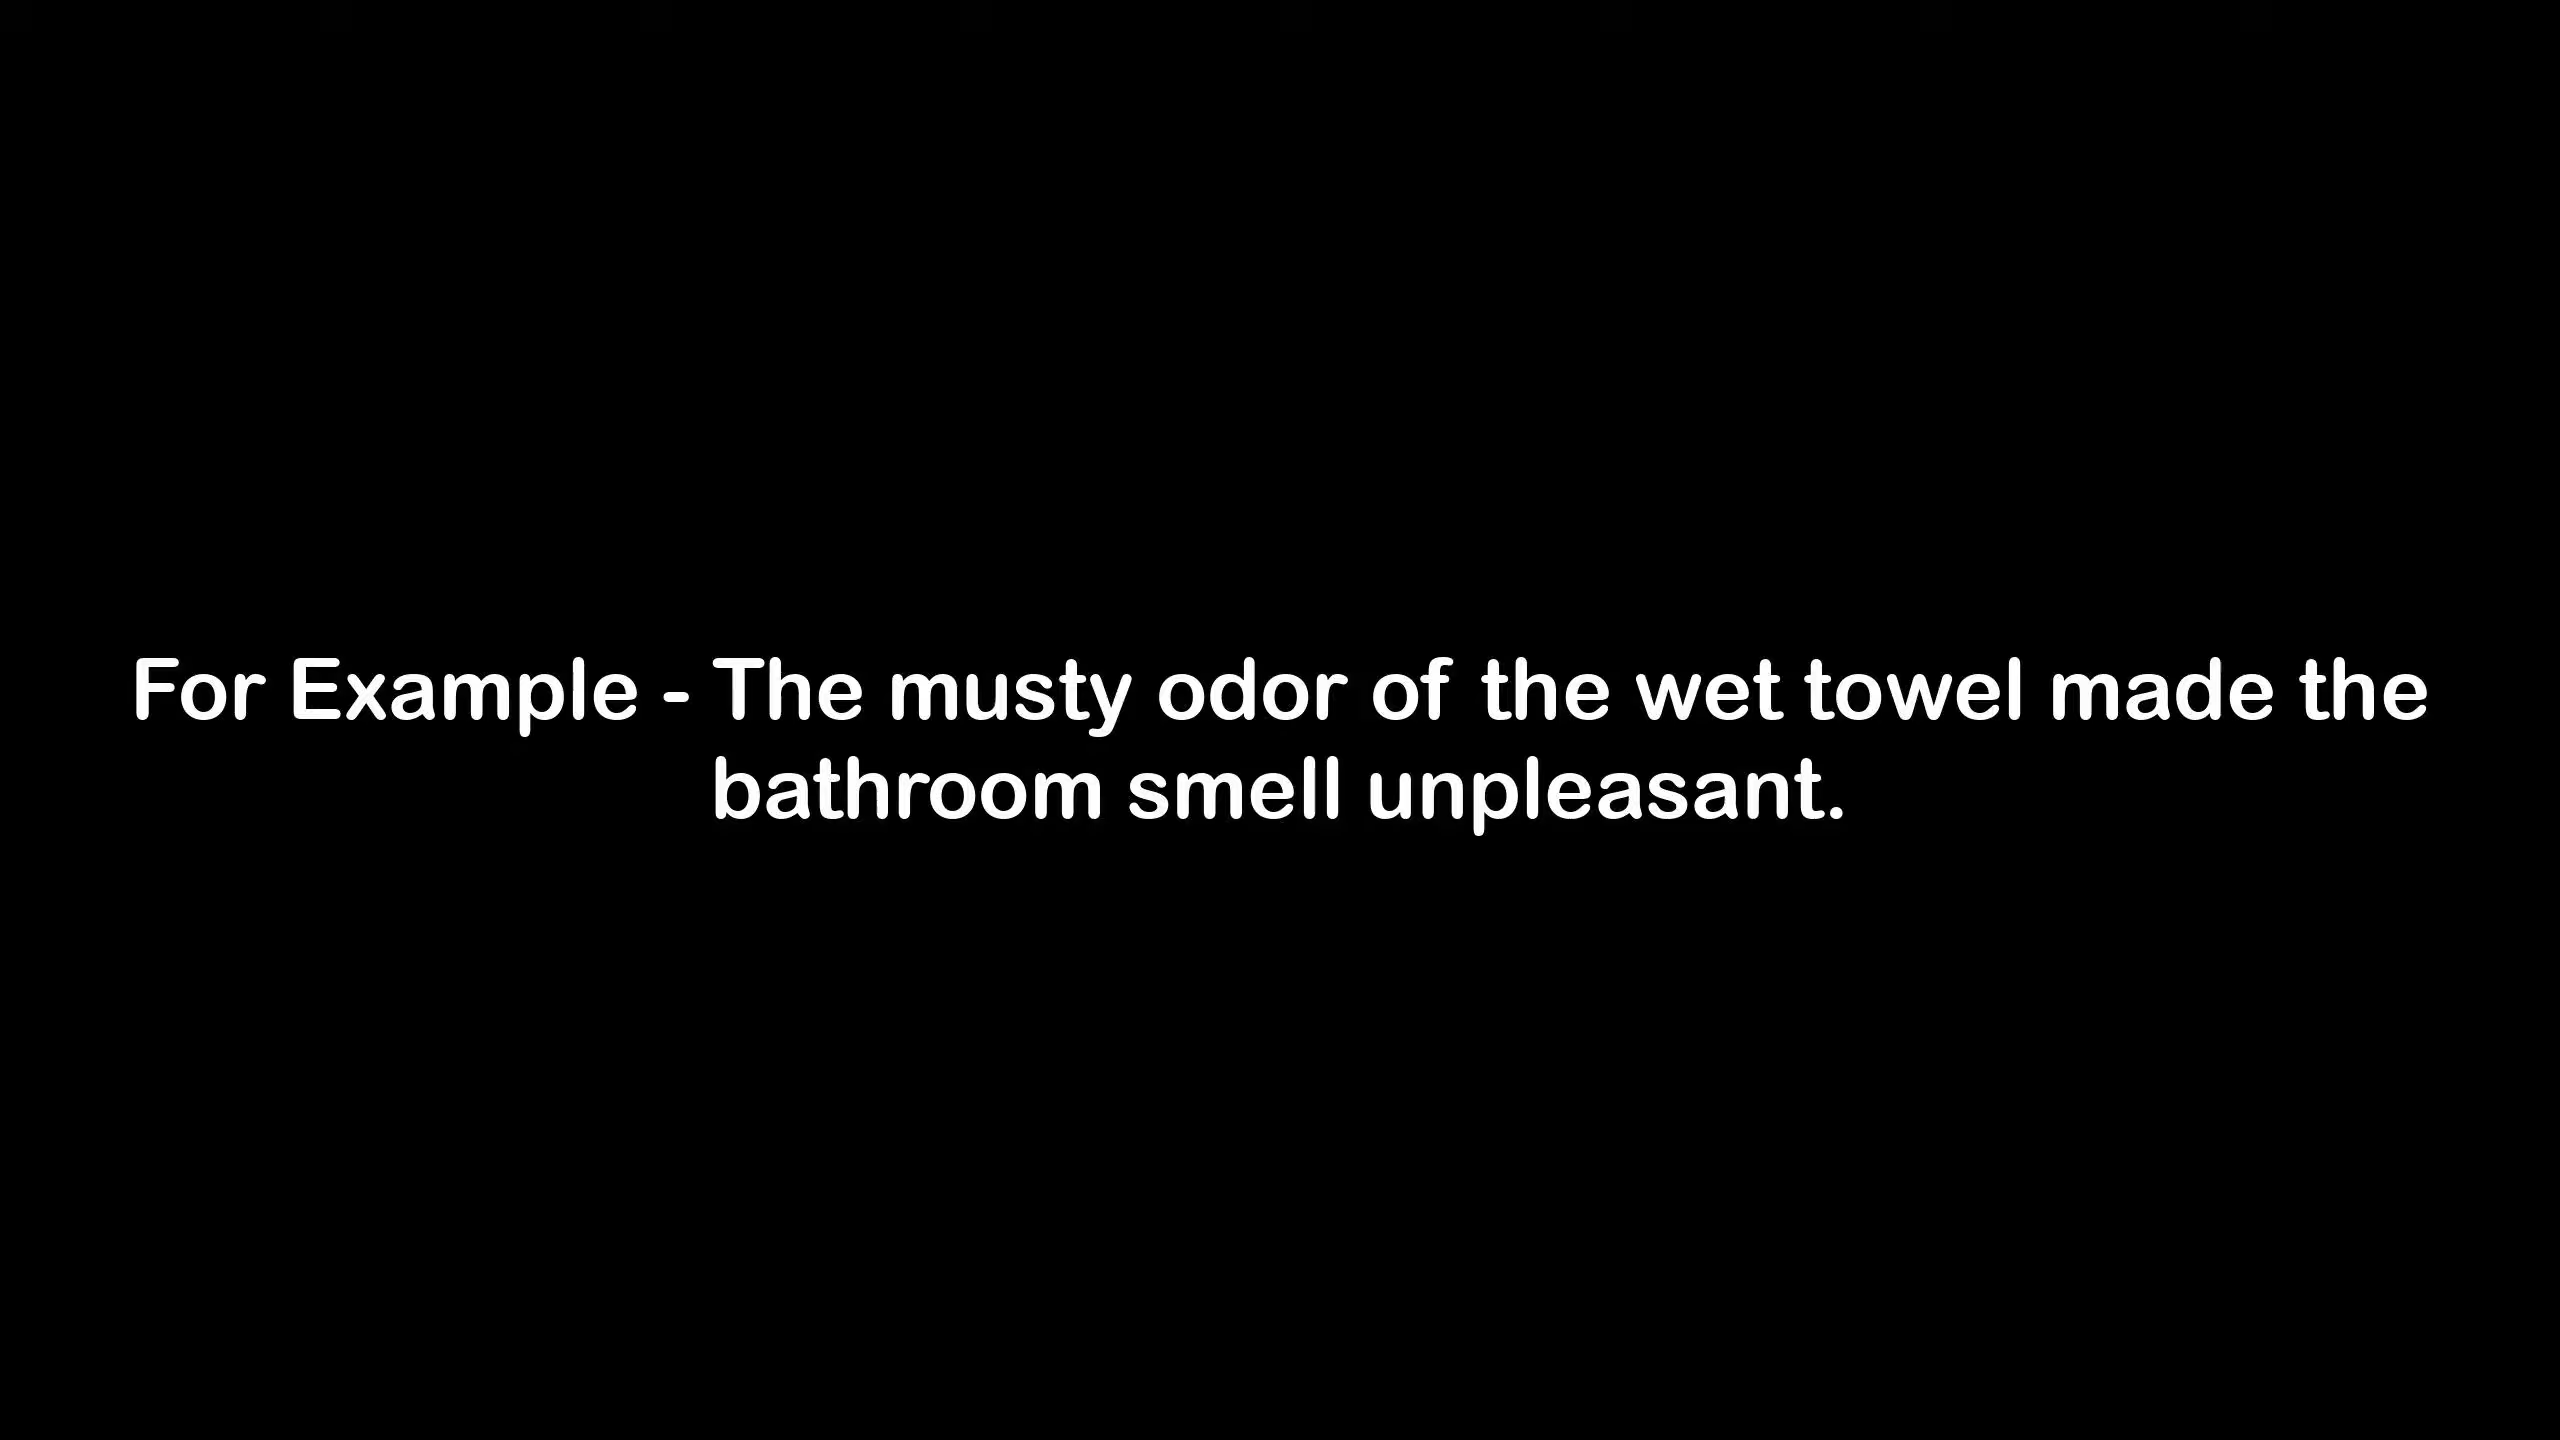 For Example - The musty odor of the wet towel made the
bathroom smell unpleasant.